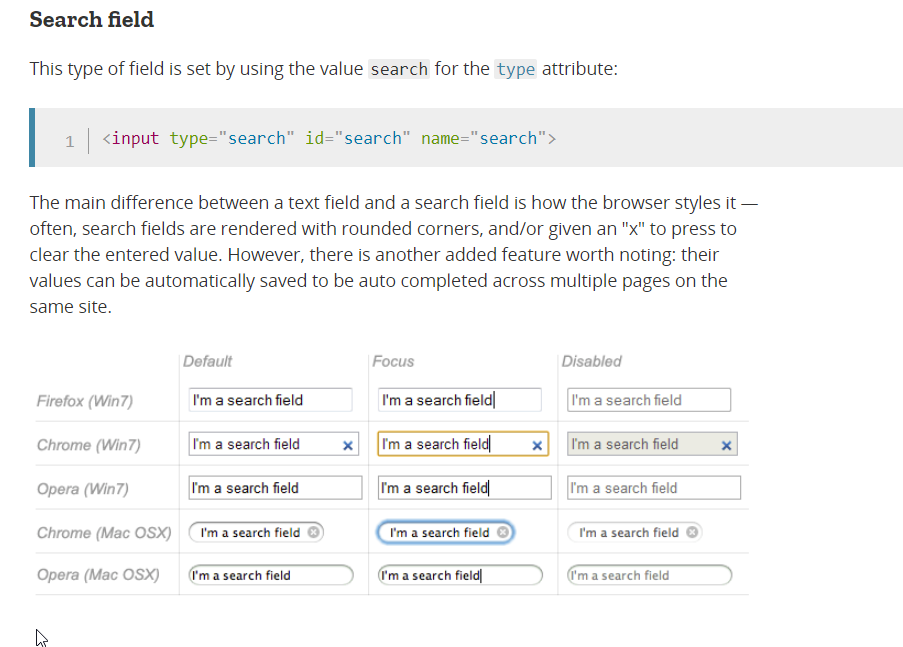 Search field
This type of field is set by using the value search for the type attribute:
1 <input type="search" id="search" name="search">
The main difference between a text field and a search field is how the browser styles it —
often, search fields are rendered with rounded corners, and/or given an "x" to press to
clear the entered value. However, there is another added feature worth noting: their
values can be automatically saved to be auto completed across multiple pages on the
same site.
Default Focus Disabled
Firefox (Win7) I'm a search field I'm a search field I'm a search field
Chrome (Win7) I'm a search field I'm a search field I'm a search field
Opera (Win7) I'm a search field I'm a search field I'm a search field
Chrome (Mac OSX) I'm a search field I'm a search field I'm a search field
Opera (Mac OSX) I'm a search field I'm a search field I'm a search field